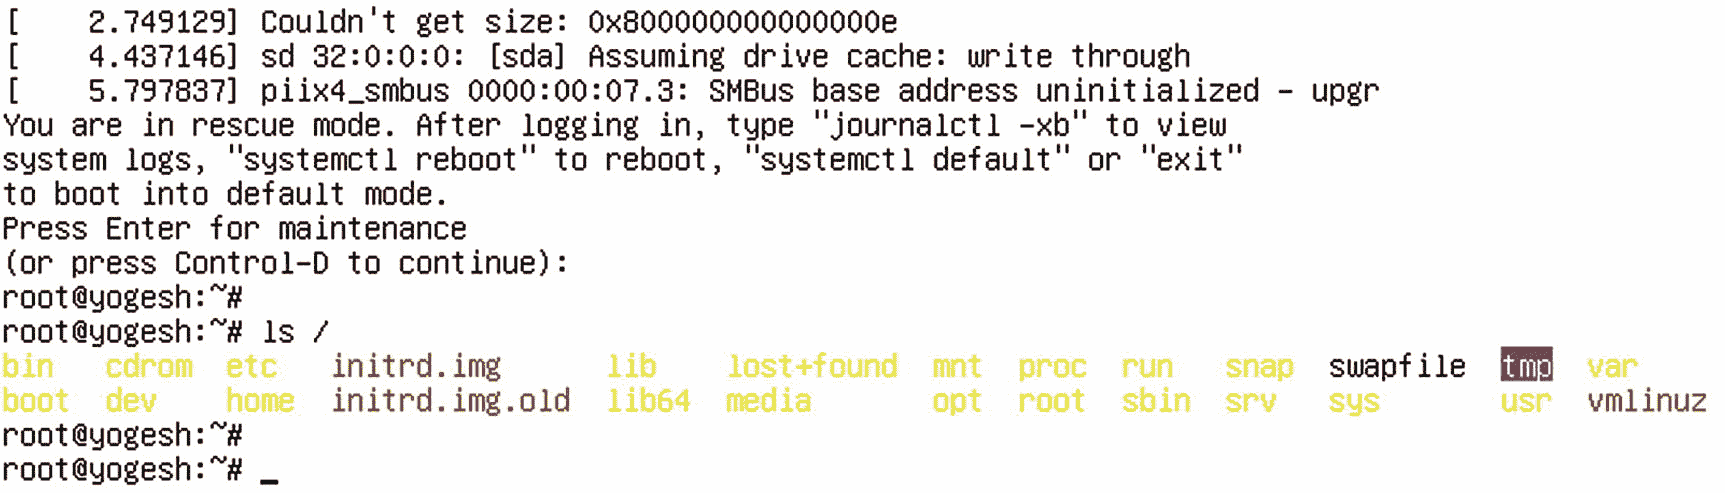 [    2.749129] Couldn't get size: 0x800000000000000e
[    4.437146] sd 32:0:0:0: [sda] Assuming drive cache: write through
[    5.797837] piix4_smbus 0000:00:07.3: SMBus base address uninitialized - upgr
You are in rescue mode. After logging in, type "journalctl -xb" to view
system logs, "systemctl reboot" to reboot, "systemctl default" or "exit"
to boot into default mode.
Press Enter for maintenance
(or press Control-D to continue):
root@yogesh:~#
root@yogesh:~# ls /
bin   cdrom  etc   initrd.img      lib    lost+found  mnt  proc  run   snap  swapfile  tmp  var
boot  dev    home  initrd.img.old  lib64  media       opt  root  sbin  srv   sys       usr  vmlinuz
root@yogesh:~#
root@yogesh:~# _